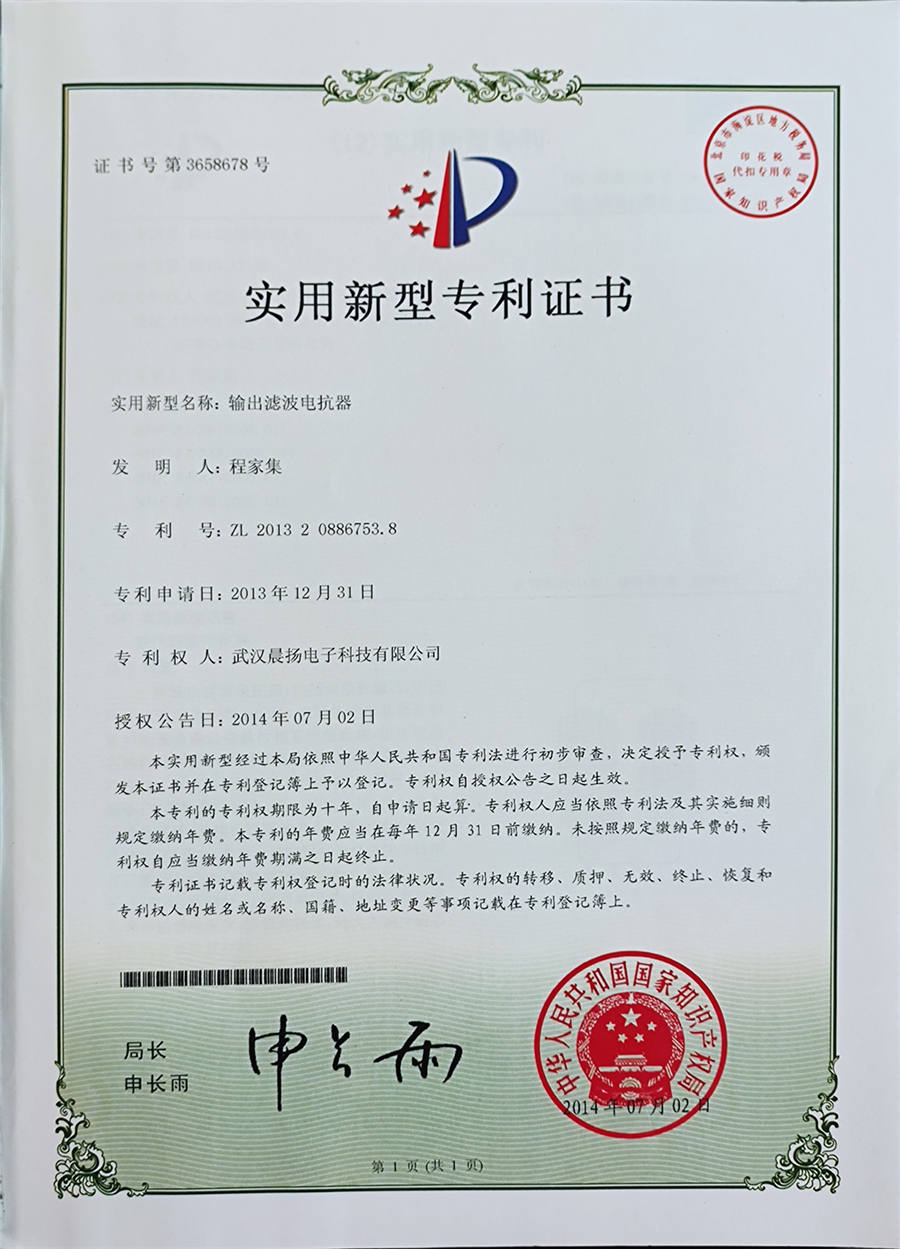 证书号第3658678号
北京市海淀区地方税务局
印花税
代扣专用章
国家知识产权局
实用新型专利证书
实用新型名称：输出滤波电抗器
发明人：程家集
专利号：ZL 2013 2 0886753.8
专利申请日：2013年12月31日
专利权人：武汉晨扬电子科技有限公司
授权公告日：2014年07月02日
本实用新型经过本局依照中华人民共和国专利法进行初步审查，决定授予专利权，颁
发本证书并在专利登记簿上予以登记。专利权自授权公告之日起生效。
本专利的专利权期限为十年，自申请日起算。专利权人应当依照专利法及其实施细则
规定缴纳年费。本专利的年费应当在每年12月31日前缴纳。未按照规定缴纳年费的，专
利权自应当缴纳年费期满之日起终止。
专利证书记载专利权登记时的法律状况。专利权的转移、质押、无效、终止、恢复和
专利权人的姓名或名称、国籍、地址变更等事项记载在专利登记簿上。
局长
申长雨
申长雨
中华人民共和国国家知识产权局
2014年07月02日
第1页(共1页)